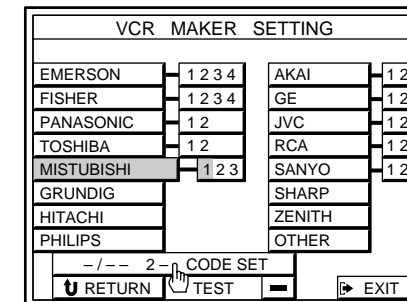 VCR MAKER SETTING
EMERSON 1 2 3 4 AKAI 1 2
FISHER 1 2 3 4 GE 1 2
PANASONIC 1 2 JVC 1 2
TOSHIBA 1 2 RCA 1 2
MISTUBISHI 1 2 3 SANYO 1 2
GRUNDIG SHARP
HITACHI ZENITH
PHILIPS OTHER
–/–– 2– CODE SET
RETURN TEST EXIT